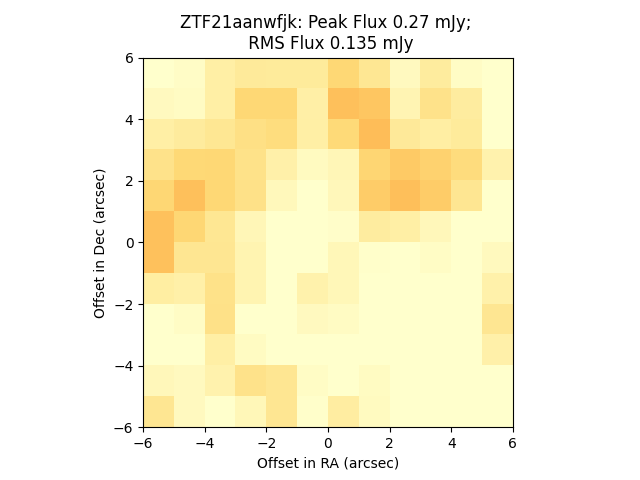 ZTF21aanwfjk: Peak Flux 0.27 mJy;
RMS Flux 0.135 mJy
6
4
2
0
−2
−4
−6
Offset in Dec (arcsec)
−6 −4 −2 0 2 4 6
Offset in RA (arcsec)